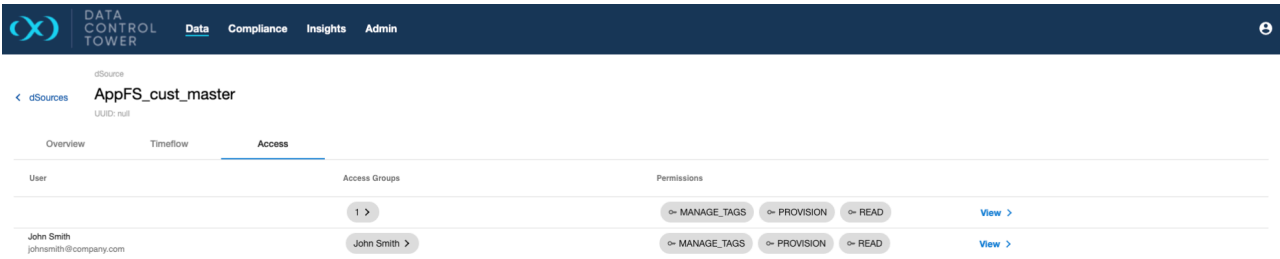 DATA
CONTROL
TOWER
Data Compliance Insights Admin
dSource
dSources
AppFS_cust_master
UUID: null
Overview Timeflow Access
User Access Groups Permissions
1 MANAGE_TAGS PROVISION READ View
John Smith
johnsmith@company.com
John Smith MANAGE_TAGS PROVISION READ View